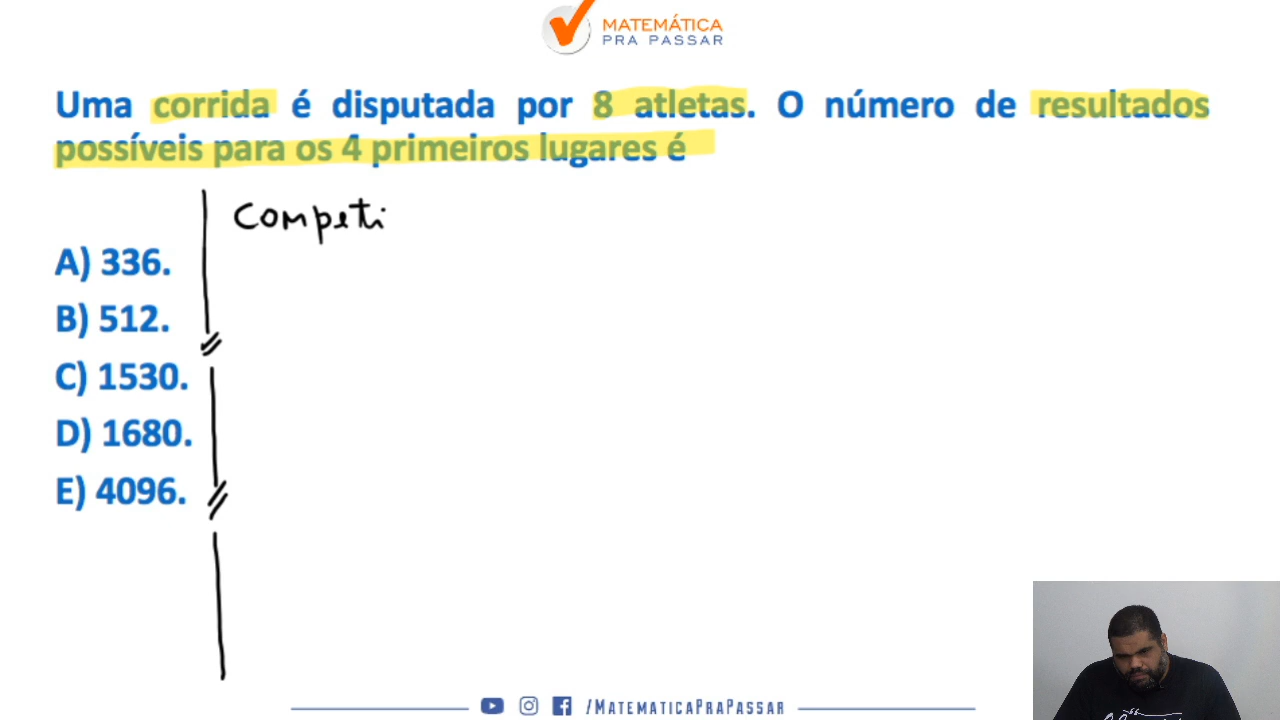 MATEMÁTICA
PRA PASSAR
Uma corrida é disputada por 8 atletas. O número de resultados
possíveis para os 4 primeiros lugares é
Competi
A) 336.
B) 512.
C) 1530.
D) 1680.
E) 4096.
/MATEMATICAPRAPASSAR